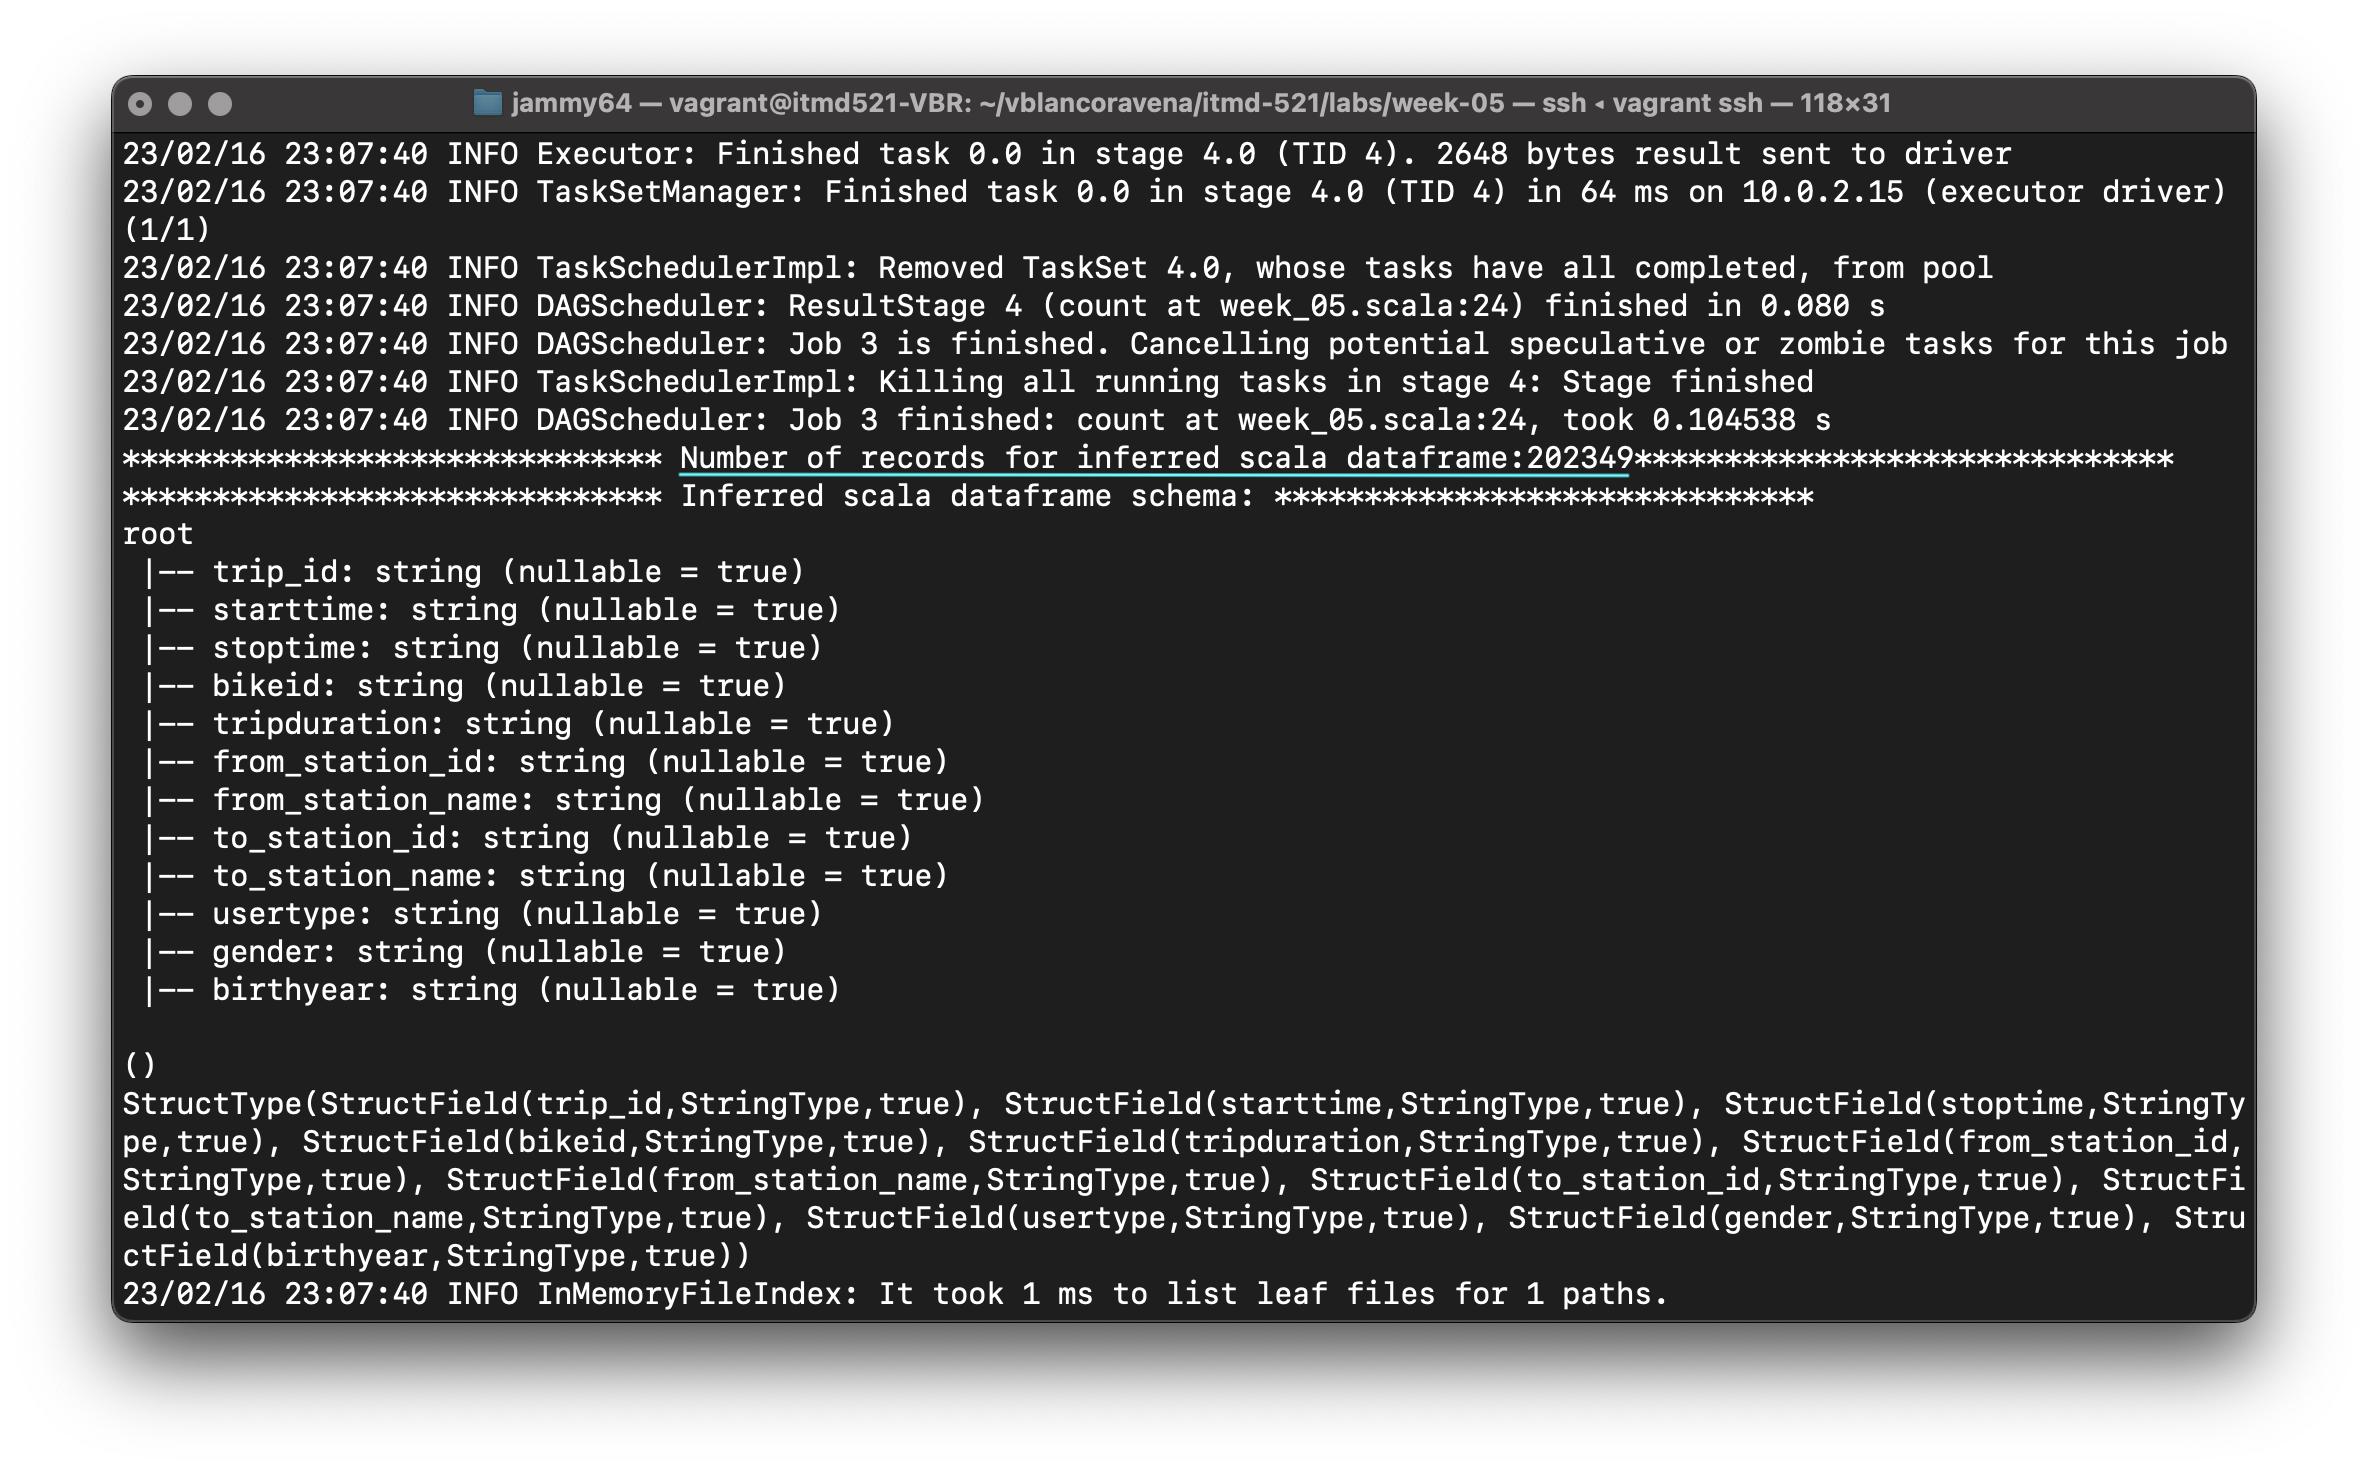 jammy64 — vagrant@itmd521-VBR: ~/vblancoravena/itmd-521/labs/week-05 — ssh ◂ vagrant ssh — 118×31
23/02/16 23:07:40 INFO Executor: Finished task 0.0 in stage 4.0 (TID 4). 2648 bytes result sent to driver
23/02/16 23:07:40 INFO TaskSetManager: Finished task 0.0 in stage 4.0 (TID 4) in 64 ms on 10.0.2.15 (executor driver)
(1/1)
23/02/16 23:07:40 INFO TaskSchedulerImpl: Removed TaskSet 4.0, whose tasks have all completed, from pool
23/02/16 23:07:40 INFO DAGScheduler: ResultStage 4 (count at week_05.scala:24) finished in 0.080 s
23/02/16 23:07:40 INFO DAGScheduler: Job 3 is finished. Cancelling potential speculative or zombie tasks for this job
23/02/16 23:07:40 INFO TaskSchedulerImpl: Killing all running tasks in stage 4: Stage finished
23/02/16 23:07:40 INFO DAGScheduler: Job 3 finished: count at week_05.scala:24, took 0.104538 s
****************************** Number of records for inferred scala dataframe:202349******************************
****************************** Inferred scala dataframe schema: ******************************
root
 |-- trip_id: string (nullable = true)
 |-- starttime: string (nullable = true)
 |-- stoptime: string (nullable = true)
 |-- bikeid: string (nullable = true)
 |-- tripduration: string (nullable = true)
 |-- from_station_id: string (nullable = true)
 |-- from_station_name: string (nullable = true)
 |-- to_station_id: string (nullable = true)
 |-- to_station_name: string (nullable = true)
 |-- usertype: string (nullable = true)
 |-- gender: string (nullable = true)
 |-- birthyear: string (nullable = true)
()
StructType(StructField(trip_id,StringType,true), StructField(starttime,StringType,true), StructField(stoptime,StringTy
pe,true), StructField(bikeid,StringType,true), StructField(tripduration,StringType,true), StructField(from_station_id,
StringType,true), StructField(from_station_name,StringType,true), StructField(to_station_id,StringType,true), StructFi
eld(to_station_name,StringType,true), StructField(usertype,StringType,true), StructField(gender,StringType,true), Stru
ctField(birthyear,StringType,true))
23/02/16 23:07:40 INFO InMemoryFileIndex: It took 1 ms to list leaf files for 1 paths.